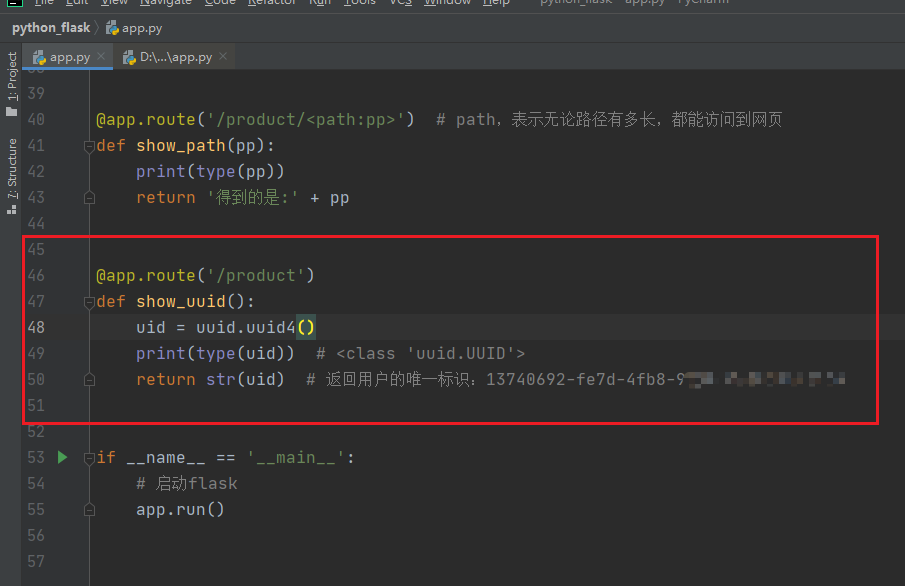 File Edit View Navigate Code Refactor Run Tools VCS Window Help python_flask - app.py - PyCharm
python_flask app.py
app.py D:\...\app.py
1: Project
7: Structure
38
39
40 @app.route('/product/<path:pp>') # path，表示无论路径有多长，都能访问到网页
41 def show_path(pp):
42 print(type(pp))
43 return '得到的是:' + pp
44
45
46 @app.route('/product')
47 def show_uuid():
48 uid = uuid.uuid4()
49 print(type(uid)) # <class 'uuid.UUID'>
50 return str(uid) # 返回用户的唯一标识：13740692-fe7d-4fb8-9
51
52
53 if __name__ == '__main__':
54 # 启动flask
55 app.run()
56
57